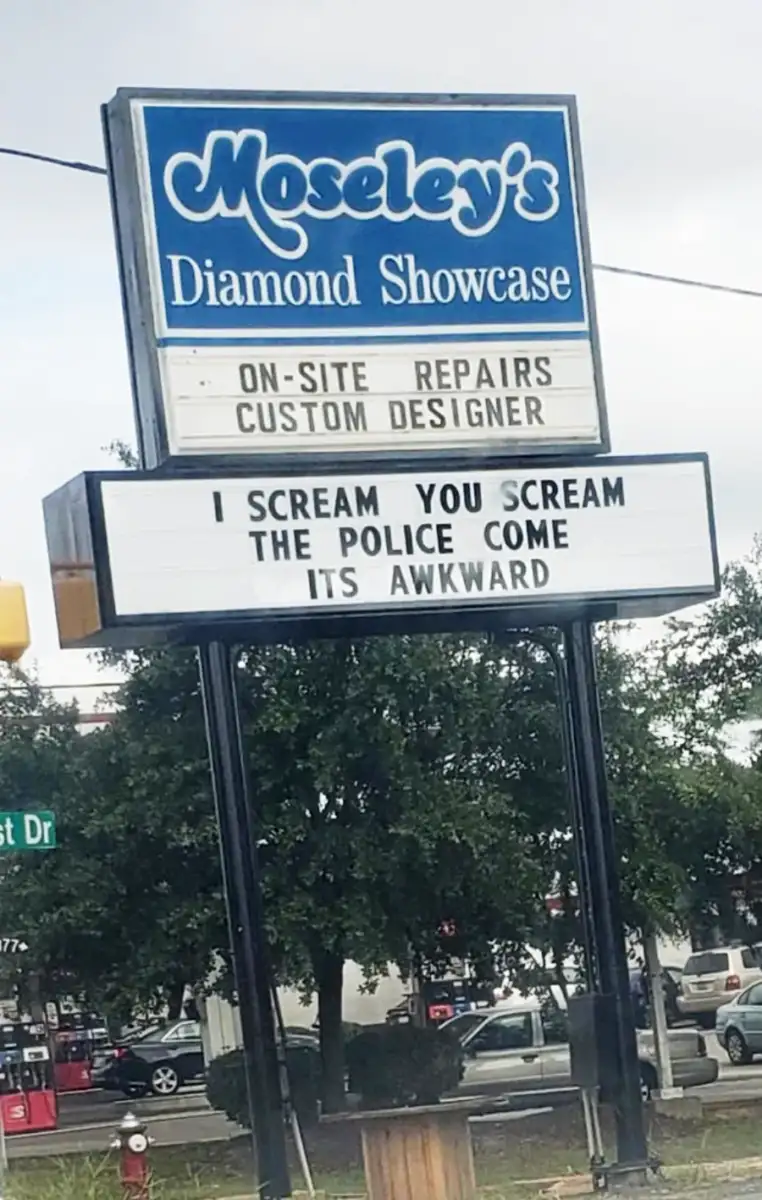 Moseley's
Diamond Showcase
ON-SITE REPAIRS
CUSTOM DESIGNER
I SCREAM YOU SCREAM
THE POLICE COME
ITS AWKWARD
st Dr